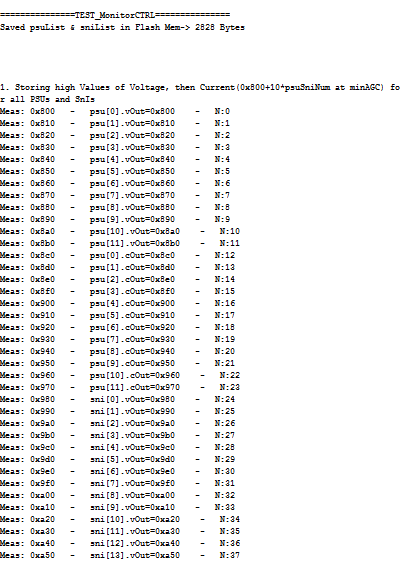 ===============TEST_MonitorCTRL===============
Saved psuList & sniList in Flash Mem-> 2828 Bytes
1. Storing high Values of Voltage, then Current(0x800+10*psuSniNum at minAGC) fo
r all PSUs and SnIs
Meas: 0x800 - psu[0].vOut=0x800 - N:0
Meas: 0x810 - psu[1].vOut=0x810 - N:1
Meas: 0x820 - psu[2].vOut=0x820 - N:2
Meas: 0x830 - psu[3].vOut=0x830 - N:3
Meas: 0x840 - psu[4].vOut=0x840 - N:4
Meas: 0x850 - psu[5].vOut=0x850 - N:5
Meas: 0x860 - psu[6].vOut=0x860 - N:6
Meas: 0x870 - psu[7].vOut=0x870 - N:7
Meas: 0x880 - psu[8].vOut=0x880 - N:8
Meas: 0x890 - psu[9].vOut=0x890 - N:9
Meas: 0x8a0 - psu[10].vOut=0x8a0 - N:10
Meas: 0x8b0 - psu[11].vOut=0x8b0 - N:11
Meas: 0x8c0 - psu[0].cOut=0x8c0 - N:12
Meas: 0x8d0 - psu[1].cOut=0x8d0 - N:13
Meas: 0x8e0 - psu[2].cOut=0x8e0 - N:14
Meas: 0x8f0 - psu[3].cOut=0x8f0 - N:15
Meas: 0x900 - psu[4].cOut=0x900 - N:16
Meas: 0x910 - psu[5].cOut=0x910 - N:17
Meas: 0x920 - psu[6].cOut=0x920 - N:18
Meas: 0x930 - psu[7].cOut=0x930 - N:19
Meas: 0x940 - psu[8].cOut=0x940 - N:20
Meas: 0x950 - psu[9].cOut=0x950 - N:21
Meas: 0x960 - psu[10].cOut=0x960 - N:22
Meas: 0x970 - psu[11].cOut=0x970 - N:23
Meas: 0x980 - sni[0].vOut=0x980 - N:24
Meas: 0x990 - sni[1].vOut=0x990 - N:25
Meas: 0x9a0 - sni[2].vOut=0x9a0 - N:26
Meas: 0x9b0 - sni[3].vOut=0x9b0 - N:27
Meas: 0x9c0 - sni[4].vOut=0x9c0 - N:28
Meas: 0x9d0 - sni[5].vOut=0x9d0 - N:29
Meas: 0x9e0 - sni[6].vOut=0x9e0 - N:30
Meas: 0x9f0 - sni[7].vOut=0x9f0 - N:31
Meas: 0xa00 - sni[8].vOut=0xa00 - N:32
Meas: 0xa10 - sni[9].vOut=0xa10 - N:33
Meas: 0xa20 - sni[10].vOut=0xa20 - N:34
Meas: 0xa30 - sni[11].vOut=0xa30 - N:35
Meas: 0xa40 - sni[12].vOut=0xa40 - N:36
Meas: 0xa50 - sni[13].vOut=0xa50 - N:37